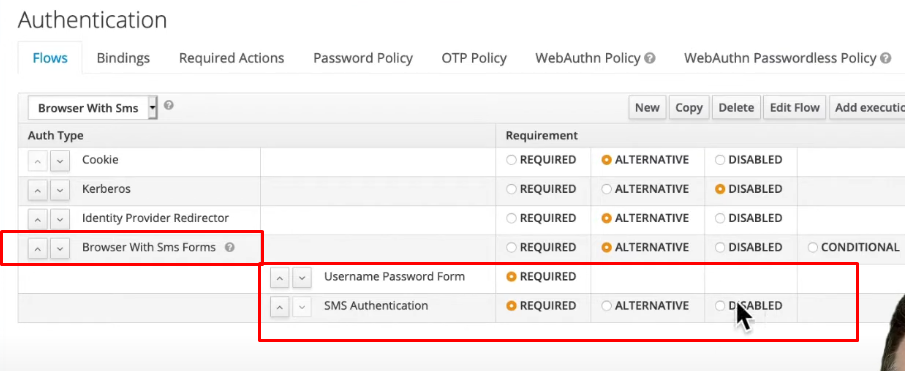 Authentication
Flows Bindings Required Actions Password Policy OTP Policy WebAuthn Policy WebAuthn Passwordless Policy
Browser With Sms New Copy Delete Edit Flow Add executio
Auth Type Requirement
Cookie REQUIRED ALTERNATIVE DISABLED
Kerberos REQUIRED ALTERNATIVE DISABLED
Identity Provider Redirector REQUIRED ALTERNATIVE DISABLED
Browser With Sms Forms REQUIRED ALTERNATIVE DISABLED CONDITIONAL
Username Password Form REQUIRED
SMS Authentication REQUIRED ALTERNATIVE DISABLED